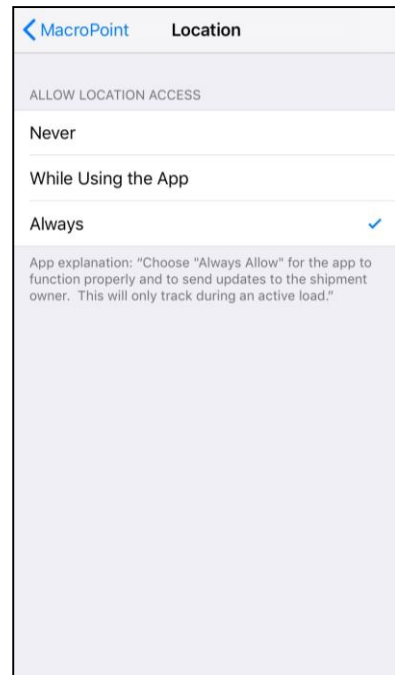 MacroPoint Location
ALLOW LOCATION ACCESS
Never
While Using the App
Always
App explanation: “Choose "Always Allow" for the app to
function properly and to send updates to the shipment
owner.  This will only track during an active load.”